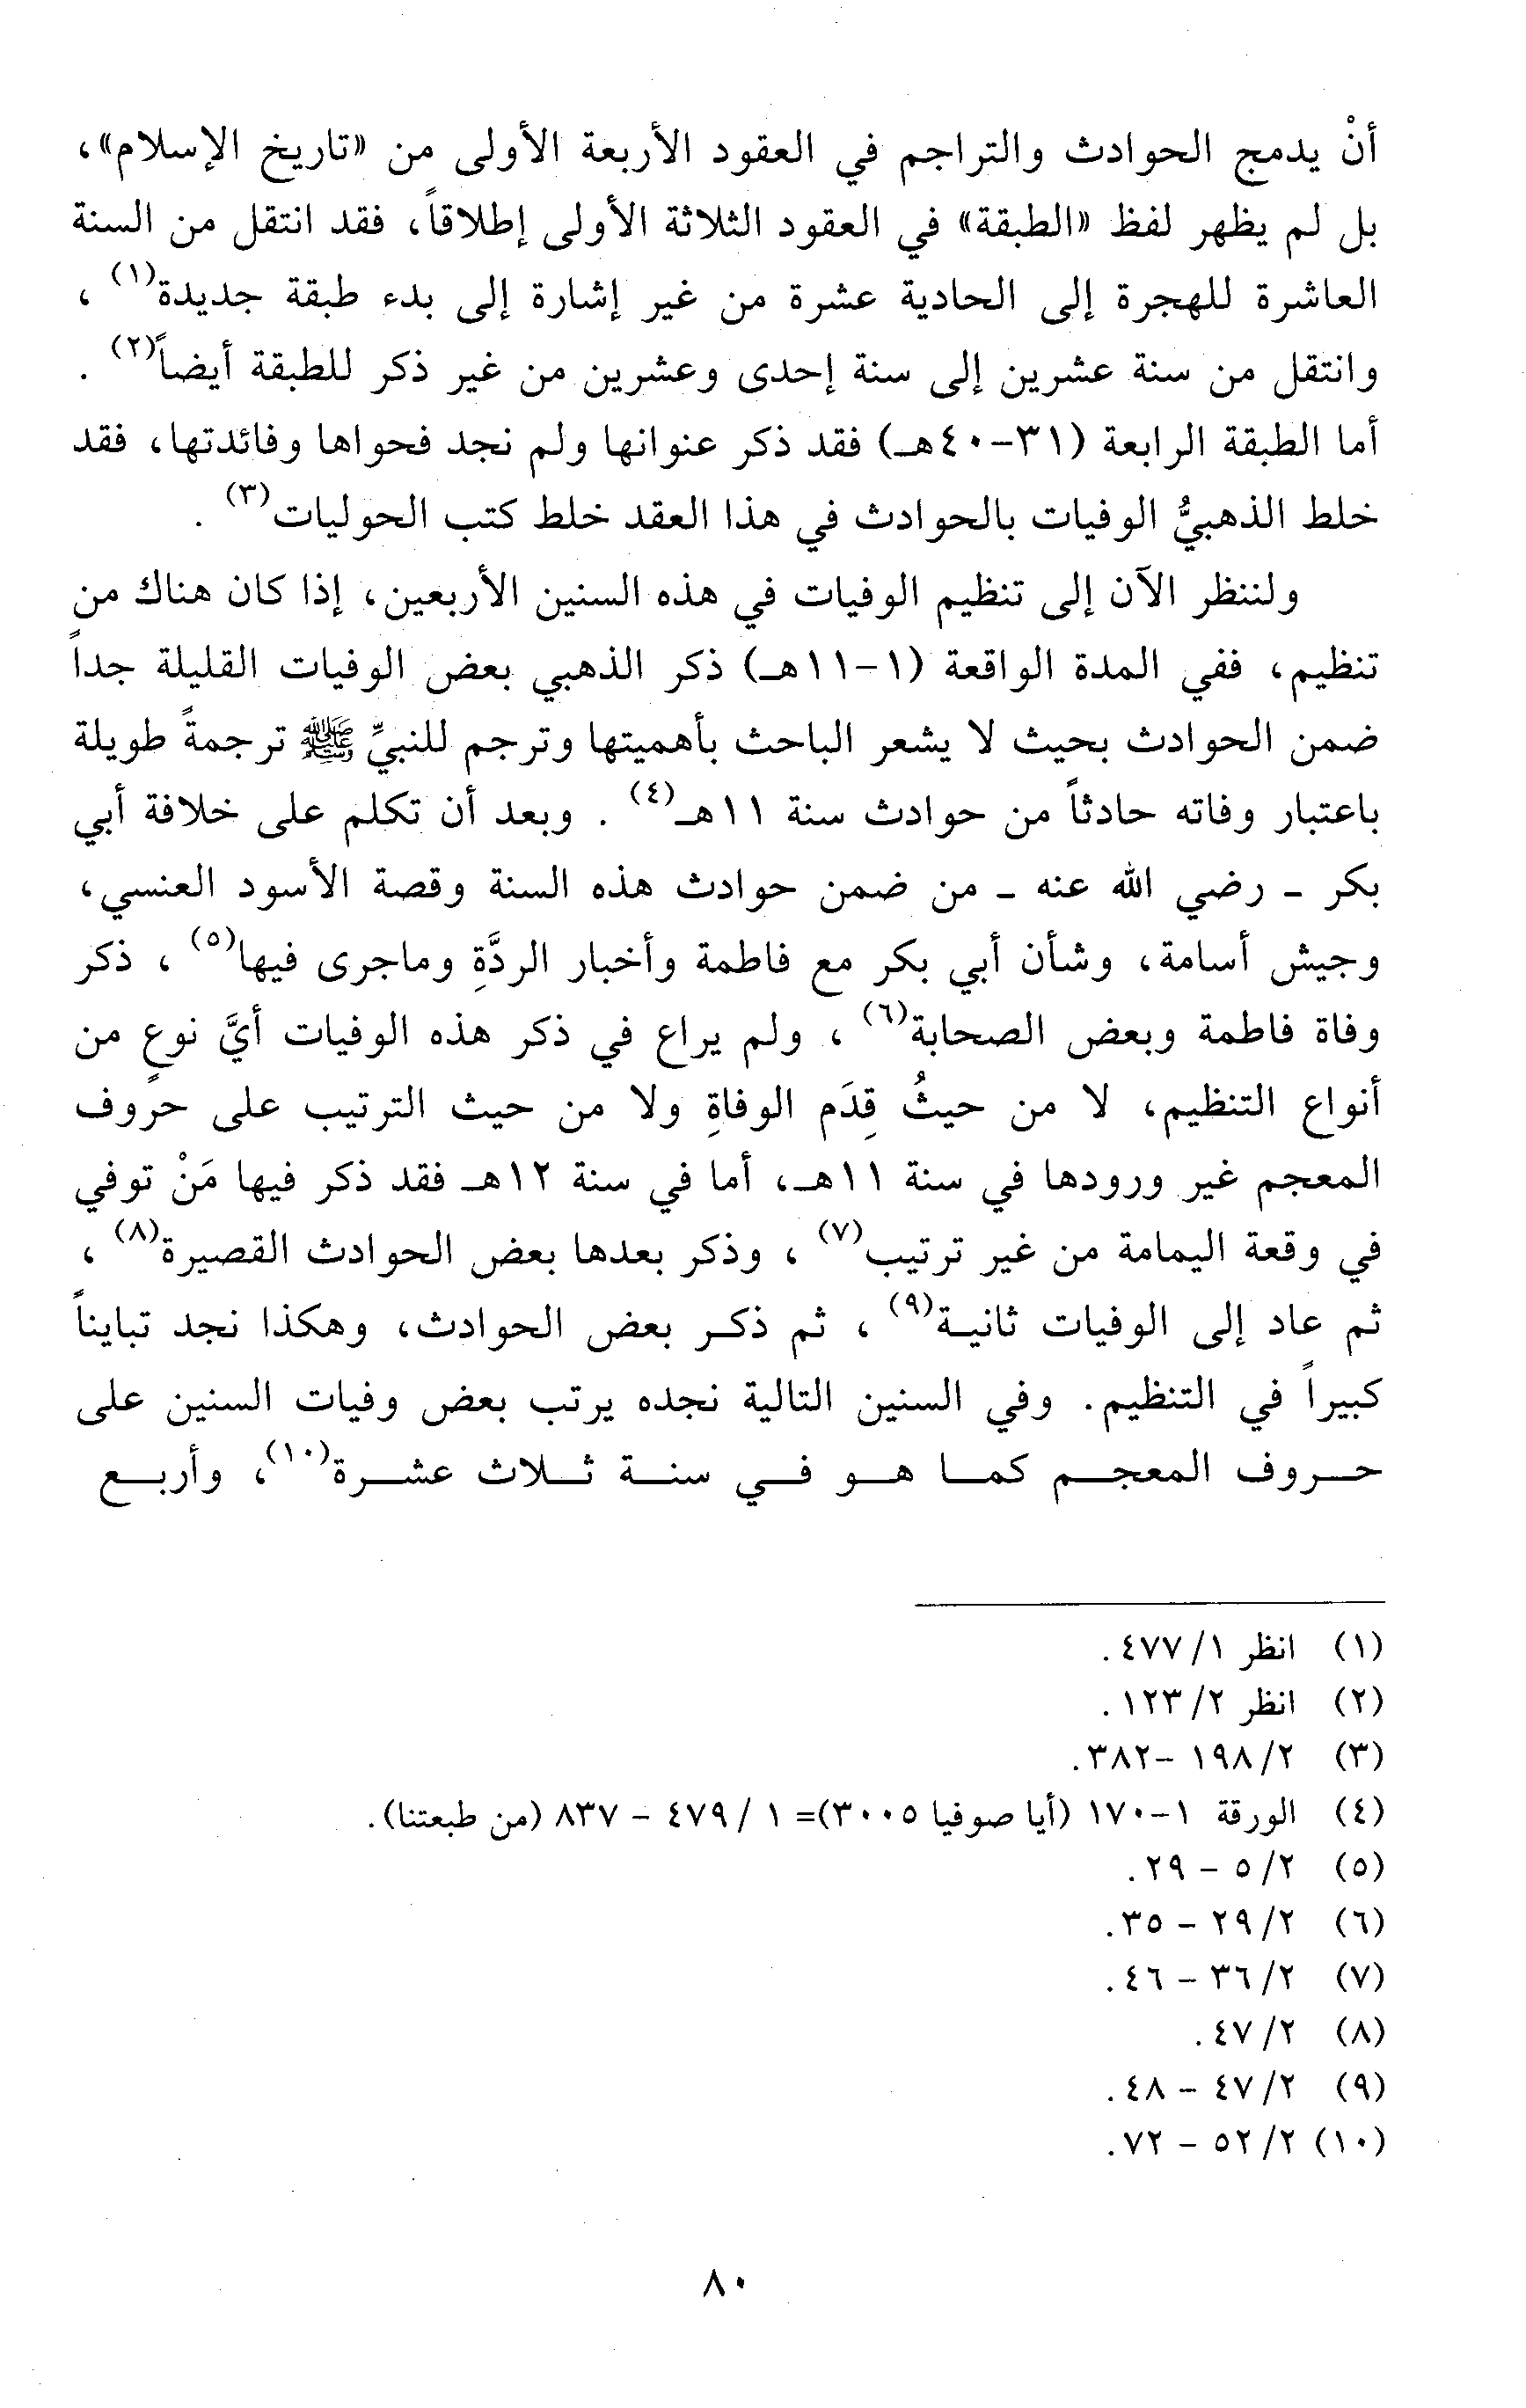 أنْ يدمج الحوادث والتراجم في العقود الأربعة الأولى من «تاريخ الإسلام»،
بل لم يظهر لفظ «الطبقة» في العقود الثلاثة الأولى إطلاقاً، فقد انتقل من السنة
العاشرة للهجرة إلى الحادية عشرة من غير إشارة إلى بدء طبقة جديدة(١) ،
وانتقل من سنة عشرين إلى سنة إحدى وعشرين من غير ذكر للطبقة أيضاً(٢) .
أما الطبقة الرابعة (٣١-٤٠هـ) فقد ذكر عنوانها ولم نجد فحواها وفائدتها، فقد
خلط الذهبيُّ الوفيات بالحوادث في هذا العقد خلط كتب الحوليات(٣) .
ولننظر الآن إلى تنظيم الوفيات في هذه السنين الأربعين، إذا كان هناك من
تنظيم، ففي المدة الواقعة (١-١١هـ) ذكر الذهبي بعض الوفيات القليلة جداً
ضمن الحوادث بحيث لا يشعر الباحث بأهميتها وترجم للنبيِّ ﷺ ترجمةً طويلة
باعتبار وفاته حادثاً من حوادث سنة ١١هـ(٤) . وبعد أن تكلم على خلافة أبي
بكر ـ رضي الله عنه ـ من ضمن حوادث هذه السنة وقصة الأسود العنسي،
وجيش أسامة، وشأن أبي بكر مع فاطمة وأخبار الردَّةِ وماجرى فيها(٥) ، ذكر
وفاة فاطمة وبعض الصحابة(٦) ، ولم يراع في ذكر هذه الوفيات أيَّ نوعٍ من
أنواع التنظيم، لا من حيثُ قِدَم الوفاةِ ولا من حيث الترتيب على حروف
المعجم غير ورودها في سنة ١١هـ، أما في سنة ١٢هـ فقد ذكر فيها مَنْ توفي
في وقعة اليمامة من غير ترتيب(٧) ، وذكر بعدها بعض الحوادث القصيرة(٨) ،
ثم عاد إلى الوفيات ثانيـة(٩) ، ثم ذكـر بعض الحوادث، وهكذا نجد تبايناً
كبيراً في التنظيم. وفي السنين التالية نجده يرتب بعض وفيات السنين على
حـروف المعجـم كمـا هـو فـي سنـة ثـلاث عشـرة(١٠)، وأربـع
(١) انظر ١/ ٤٧٧.
(٢) انظر ٢/ ١٢٣.
(٣) ٢/ ١٩٨ -٣٨٢.
(٤) الورقة ١-١٧٠ (أيا صوفيا ٣٠٠٥)= ١ / ٤٧٩ - ٨٣٧ (من طبعتنا).
(٥) ٢/ ٥ - ٢٩.
(٦) ٢/ ٢٩ - ٣٥.
(٧) ٢/ ٣٦ - ٤٦.
(٨) ٢/ ٤٧.
(٩) ٢/ ٤٧ - ٤٨.
(١٠) ٢/ ٥٢ - ٧٢.
٨٠